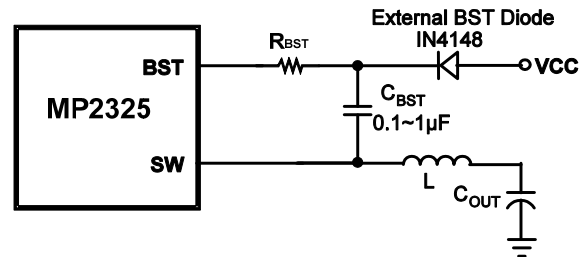 External BST Diode
IN4148
RBST
BST
VCC
MP2325
CBST
0.1~1µF
SW
L
COUT